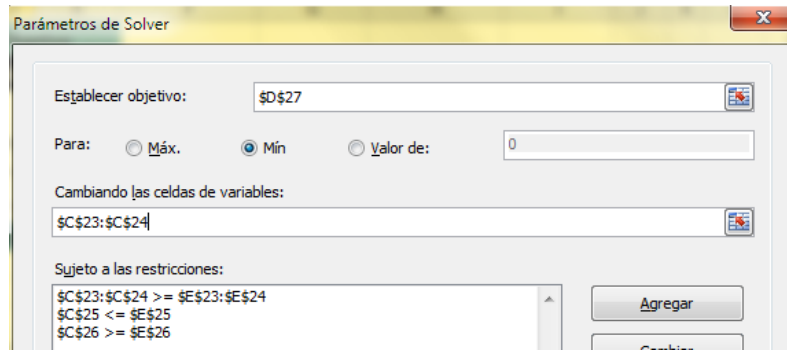 Parámetros de Solver
Establecer objetivo: $D$27
Para: Máx. Mín Valor de: 0
Cambiando las celdas de variables:
$C$23:$C$24
Sujeto a las restricciones:
$C$23:$C$24 >= $E$23:$E$24
$C$25 <= $E$25
$C$26 >= $E$26
Agregar